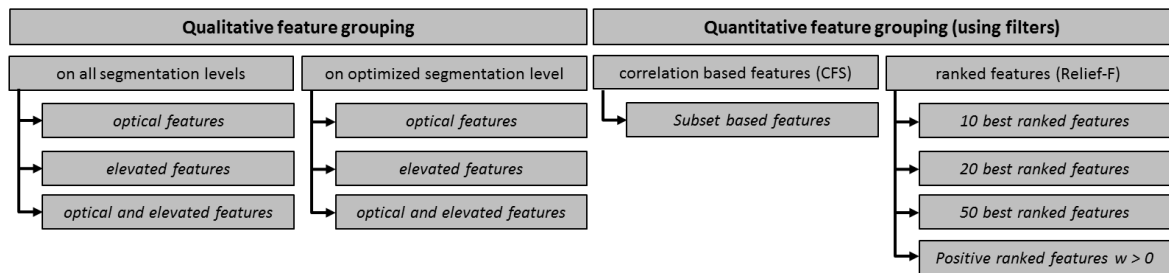 Qualitative feature grouping
Quantitative feature grouping (using filters)
on all segmentation levels
on optimized segmentation level
correlation based features (CFS)
ranked features (Relief-F)
optical features
optical features
Subset based features
10 best ranked features
elevated features
elevated features
20 best ranked features
optical and elevated features
optical and elevated features
50 best ranked features
Positive ranked features w > 0